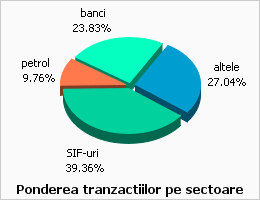 banci
23.83%
petrol
9.76%
altele
27.04%
SIF-uri
39.36%
Ponderea tranzactiilor pe sectoare